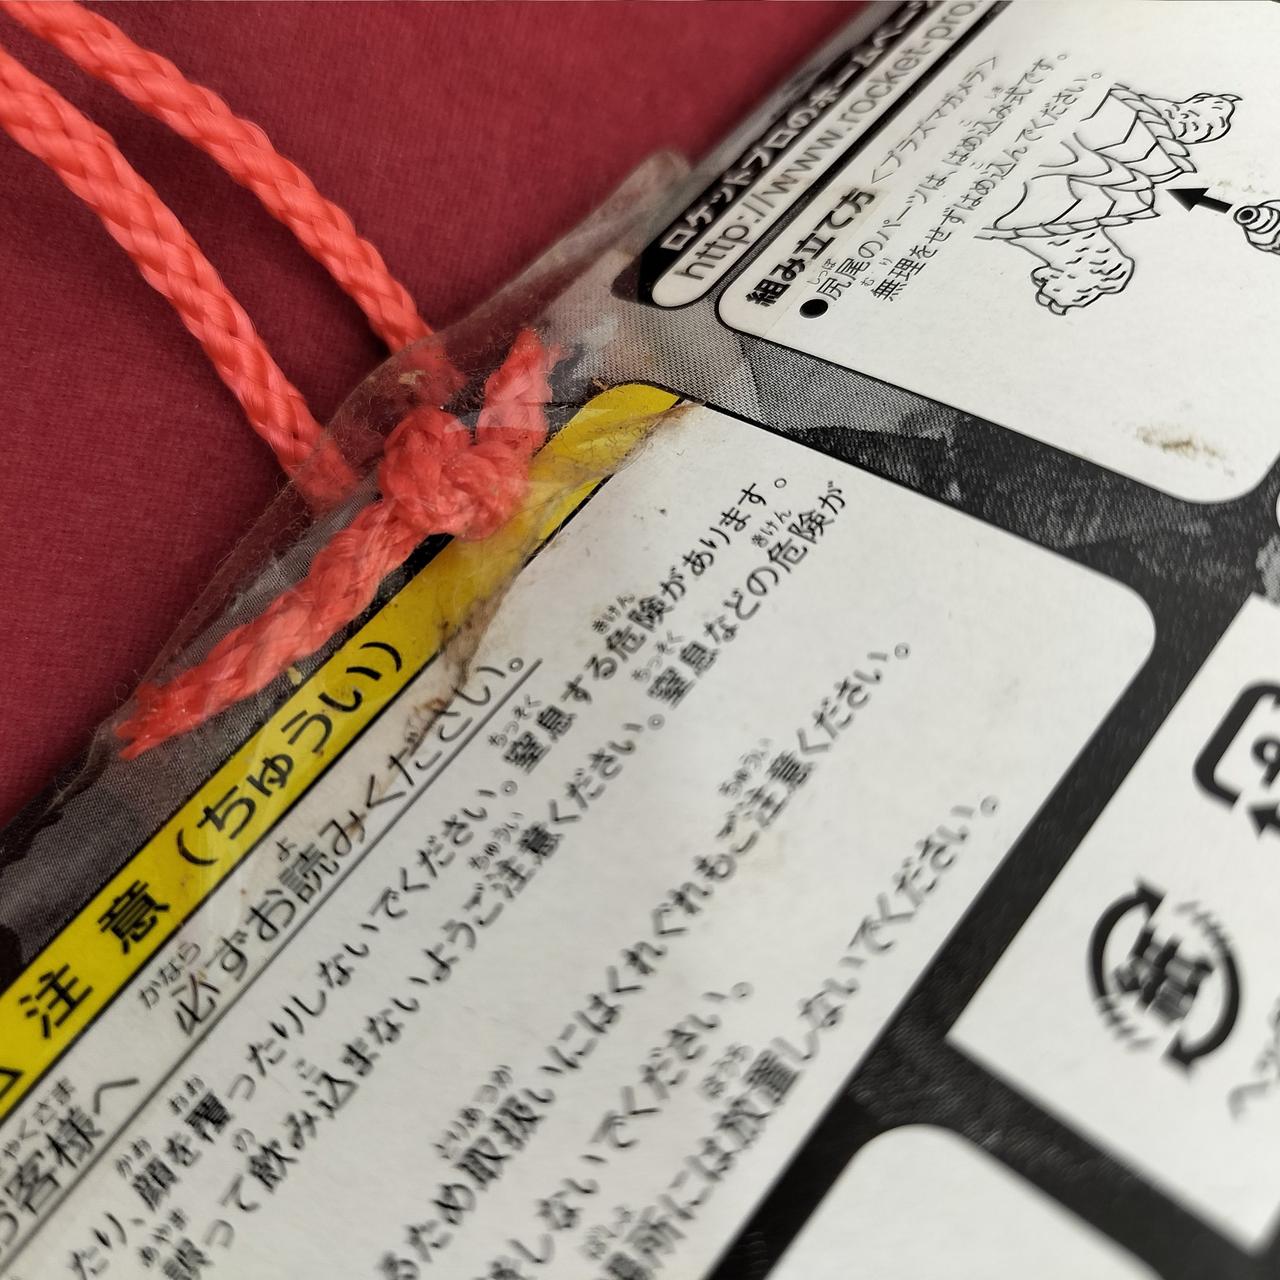 ロケットプロのホームページ
http://www.rocket-pro.
組み立て方 <プラズマガメラ>
●尻尾のパーツは、はめ込み式です。
無理をせずはめ込んでください。
注意（ちゅうい）
お客様へ 必ずお読みください。
たり、顔を覆ったりしないでください。窒息する危険があります。
誤って飲み込まないようご注意ください。窒息などの危険が
るため取扱いにはくれぐれもご注意ください。
しないでください。
場所には放置しないでください。
紙